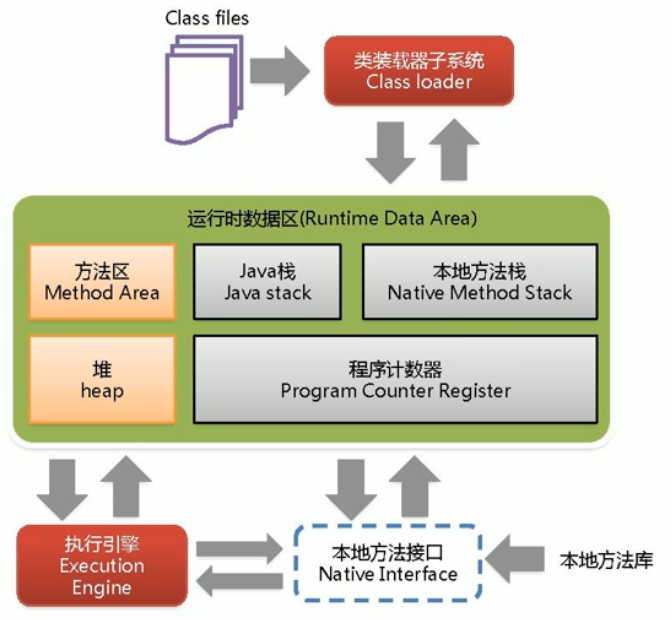 Class files
类装载器子系统
Class loader
运行时数据区(Runtime Data Area)
方法区
Method Area
Java栈
Java stack
本地方法栈
Native Method Stack
堆
heap
程序计数器
Program Counter Register
执行引擎
Execution
Engine
本地方法接口
Native Interface
本地方法库